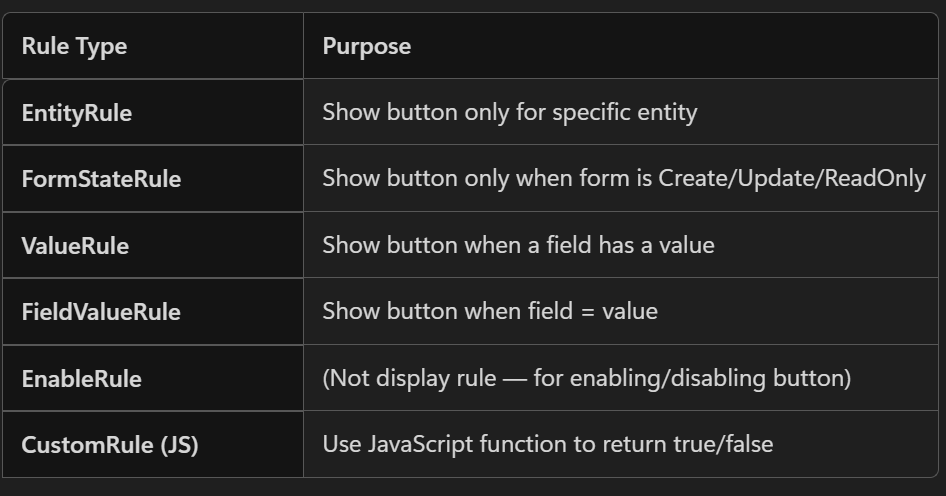 Rule Type Purpose
EntityRule Show button only for specific entity
FormStateRule Show button only when form is Create/Update/ReadOnly
ValueRule Show button when a field has a value
FieldValueRule Show button when field = value
EnableRule (Not display rule — for enabling/disabling button)
CustomRule (JS) Use JavaScript function to return true/false